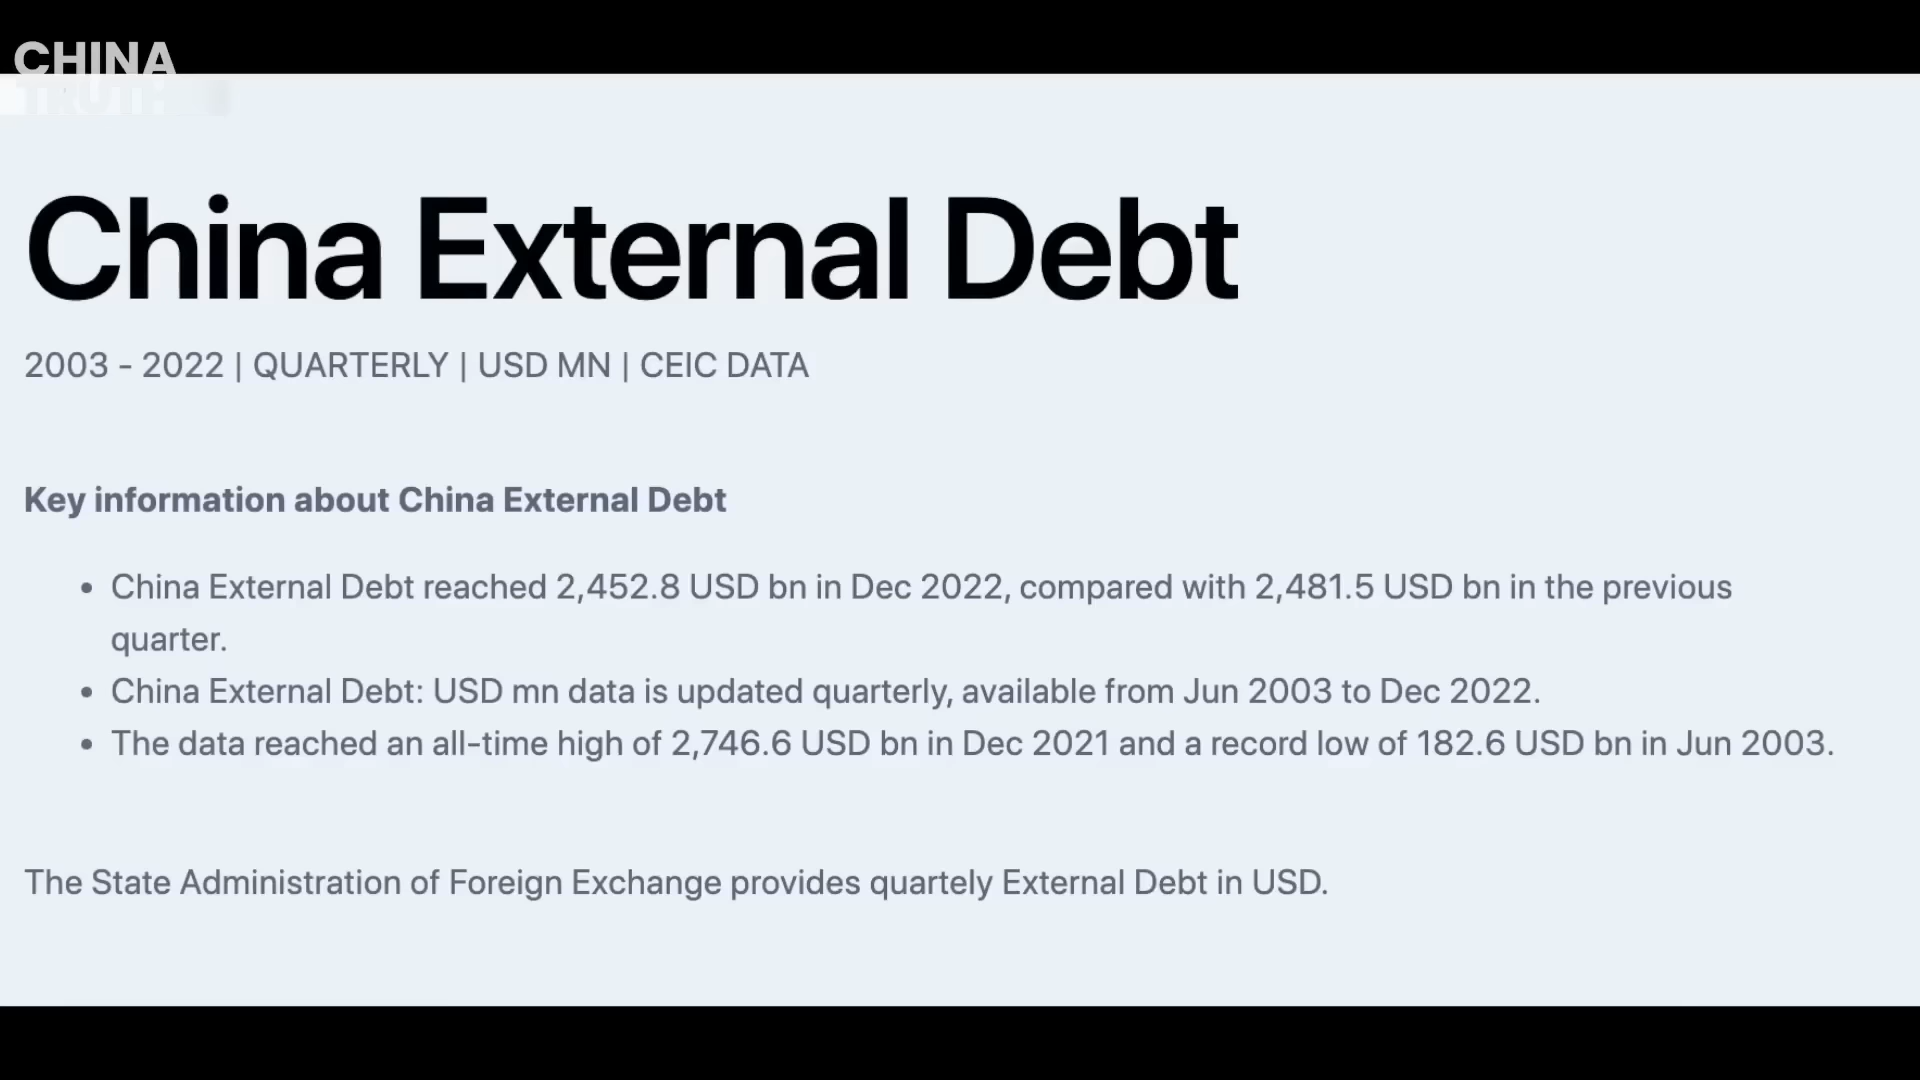 CHINA
TRUTH
China External Debt
2003 - 2022 | QUARTERLY | USD MN | CEIC DATA
Key information about China External Debt
• China External Debt reached 2,452.8 USD bn in Dec 2022, compared with 2,481.5 USD bn in the previous
quarter.
• China External Debt: USD mn data is updated quarterly, available from Jun 2003 to Dec 2022.
• The data reached an all-time high of 2,746.6 USD bn in Dec 2021 and a record low of 182.6 USD bn in Jun 2003.
The State Administration of Foreign Exchange provides quartely External Debt in USD.